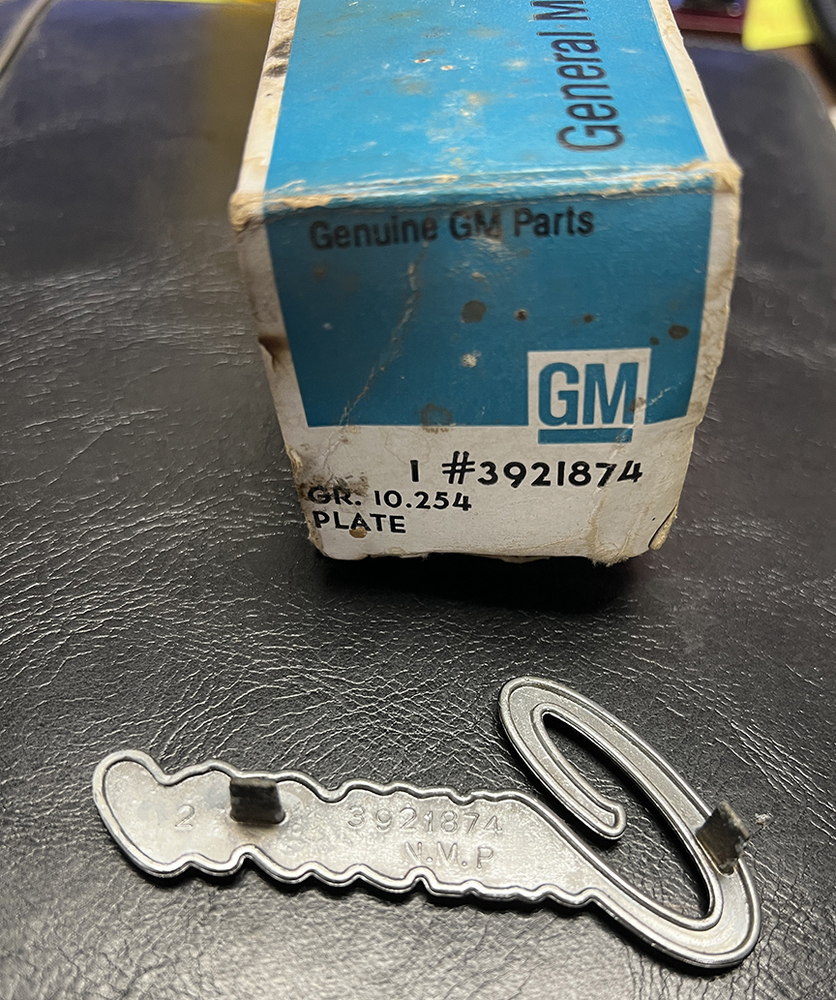 General M
Genuine GM Parts
GM
1 #3921874
GR. 10.254
PLATE
2
3921874
N.M.P